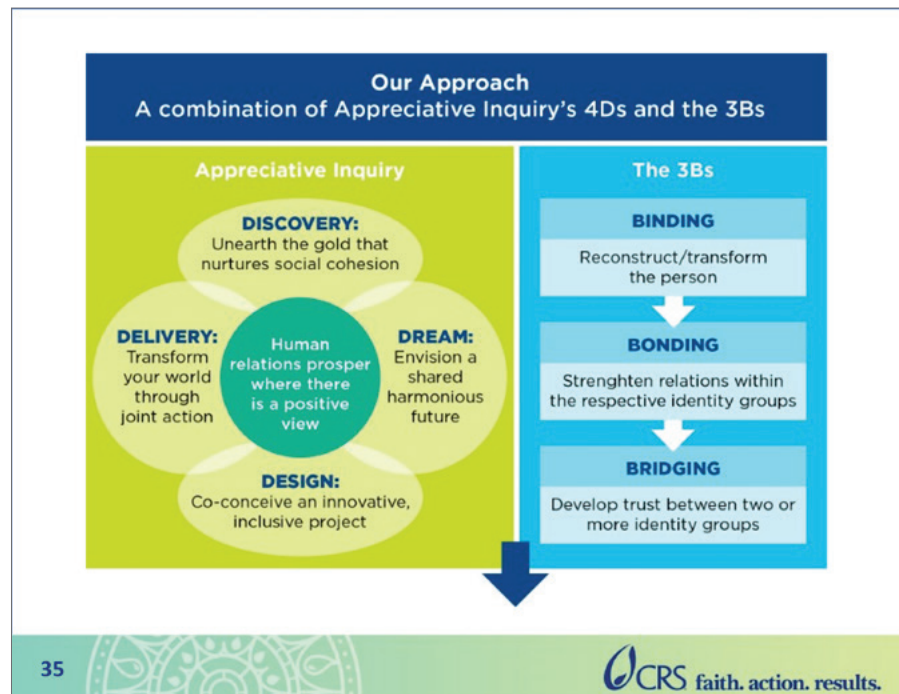 Our Approach
A combination of Appreciative Inquiry's 4Ds and the 3Bs
Appreciative Inquiry
DISCOVERY:
Unearth the gold that
nurtures social cohesion
DELIVERY:
Transform
your world
through
joint action
Human
relations prosper
where there
is a positive
view
DREAM:
Envision a
shared
harmonious
future
DESIGN:
Co-conceive an innovative,
inclusive project
The 3Bs
BINDING
Reconstruct/transform
the person
BONDING
Strenghten relations within
the respective identity groups
BRIDGING
Develop trust between two or
more identity groups
35
CRS faith. action. results.